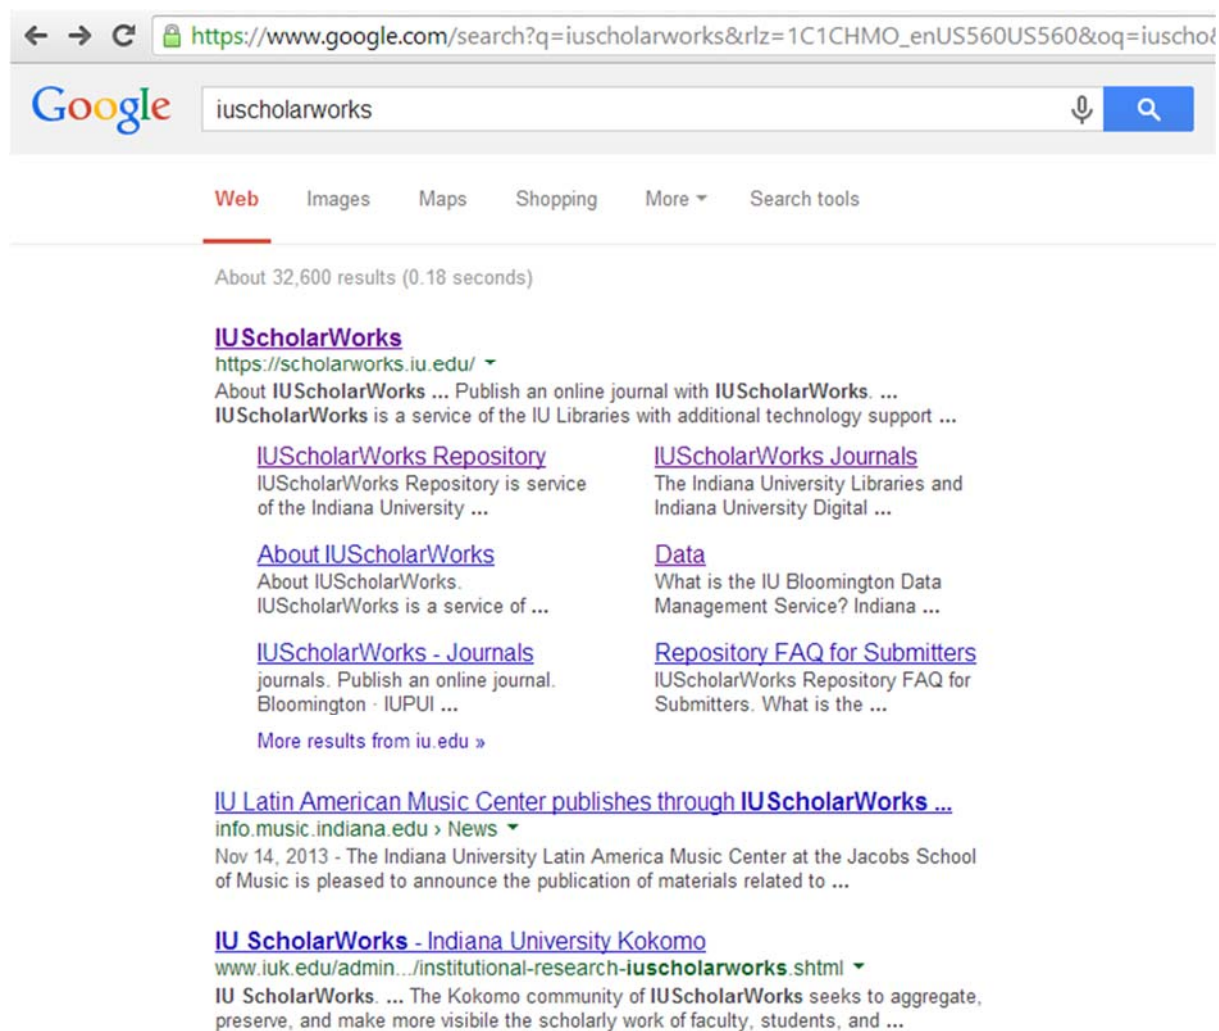 https://www.google.com/search?q=iuscholarworks&rlz=1C1CHMO_enUS560US560&oq=iuscho&
Google iuscholarworks
Web Images Maps Shopping More Search tools
About 32,600 results (0.18 seconds)
IUScholarWorks
https://scholarworks.iu.edu/
About IUScholarWorks ... Publish an online journal with IUScholarWorks. ...
IUScholarWorks is a service of the IU Libraries with additional technology support ...
IUScholarWorks Repository
IUScholarWorks Repository is service
of the Indiana University ...
IUScholarWorks Journals
The Indiana University Libraries and
Indiana University Digital ...
About IUScholarWorks
About IUScholarWorks.
IUScholarWorks is a service of ...
Data
What is the IU Bloomington Data
Management Service? Indiana ...
IUScholarWorks - Journals
journals. Publish an online journal.
Bloomington · IUPUI ...
Repository FAQ for Submitters
IUScholarWorks Repository FAQ for
Submitters. What is the ...
More results from iu.edu »
IU Latin American Music Center publishes through IUScholarWorks ...
info.music.indiana.edu › News
Nov 14, 2013 - The Indiana University Latin America Music Center at the Jacobs School
of Music is pleased to announce the publication of materials related to ...
IU ScholarWorks - Indiana University Kokomo
www.iuk.edu/admin.../institutional-research-iuscholarworks.shtml
IU ScholarWorks. ... The Kokomo community of IUScholarWorks seeks to aggregate,
preserve, and make more visibile the scholarly work of faculty, students, and ...